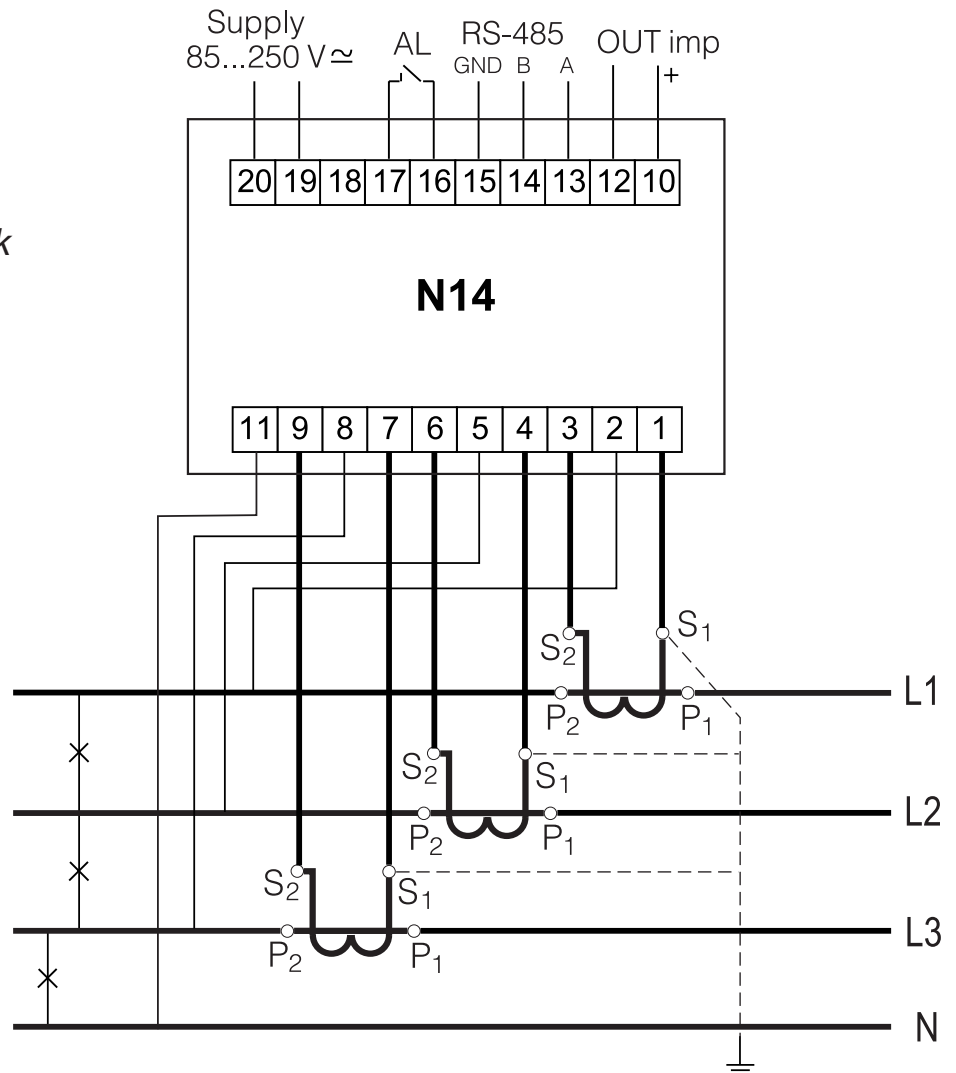 Supply
85...250 V≂
AL
RS-485
GND B A
OUT imp
+
20 19 18 17 16 15 14 13 12 10
k
N14
11 9 8 7 6 5 4 3 2 1
S2 S1
L1
P2 P1
S2 S1
L2
P2 P1
S2 S1
L3
P2 P1
N